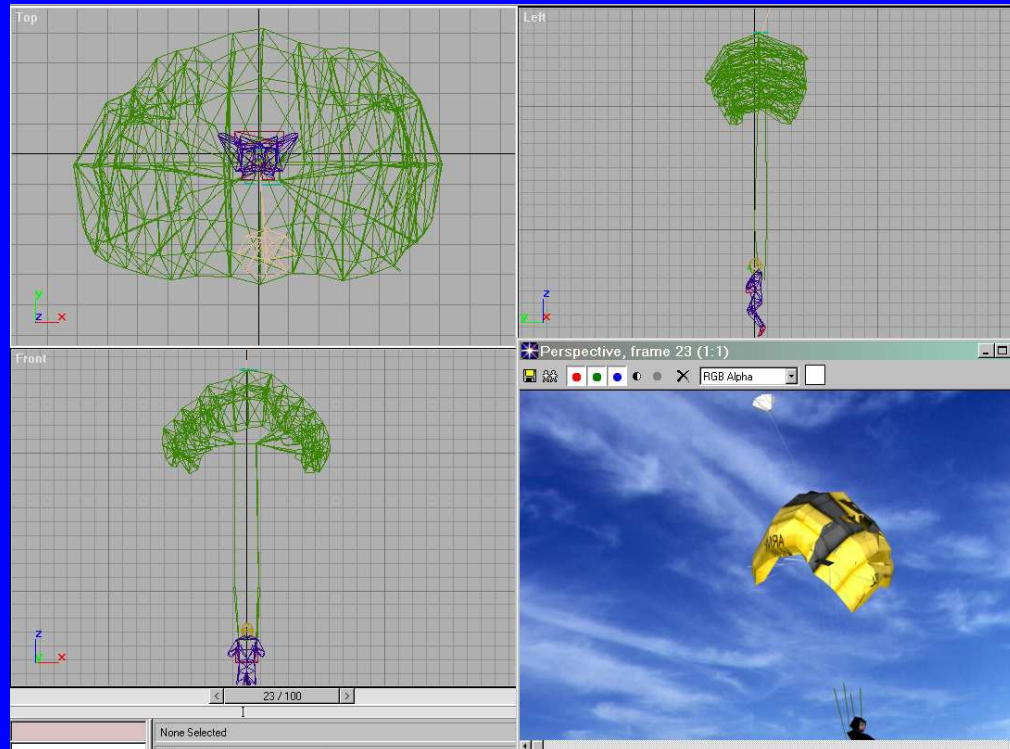 Top
Left
y
z x
z
y x
Front
Perspective, frame 23 (1:1)
RGB Alpha
z
y x
< 23 / 100 >
None Selected